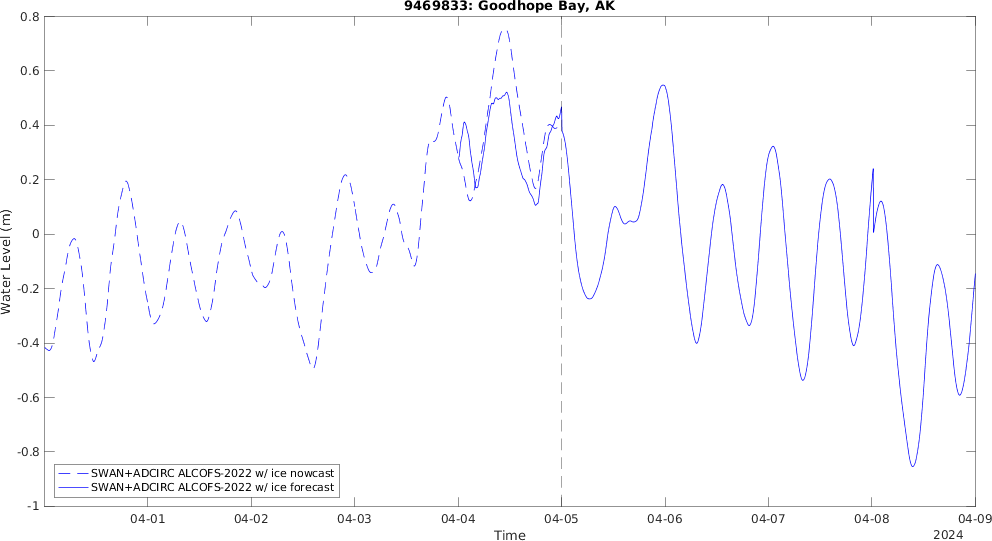 9469833: Goodhope Bay, AK
0.8
0.6
0.4
0.2
0
-0.2
-0.4
-0.6
-0.8
-1
Water Level (m)
SWAN+ADCIRC ALCOFS-2022 w/ ice nowcast
SWAN+ADCIRC ALCOFS-2022 w/ ice forecast
04-01 04-02 04-03 04-04 04-05 04-06 04-07 04-08 04-09
Time
2024